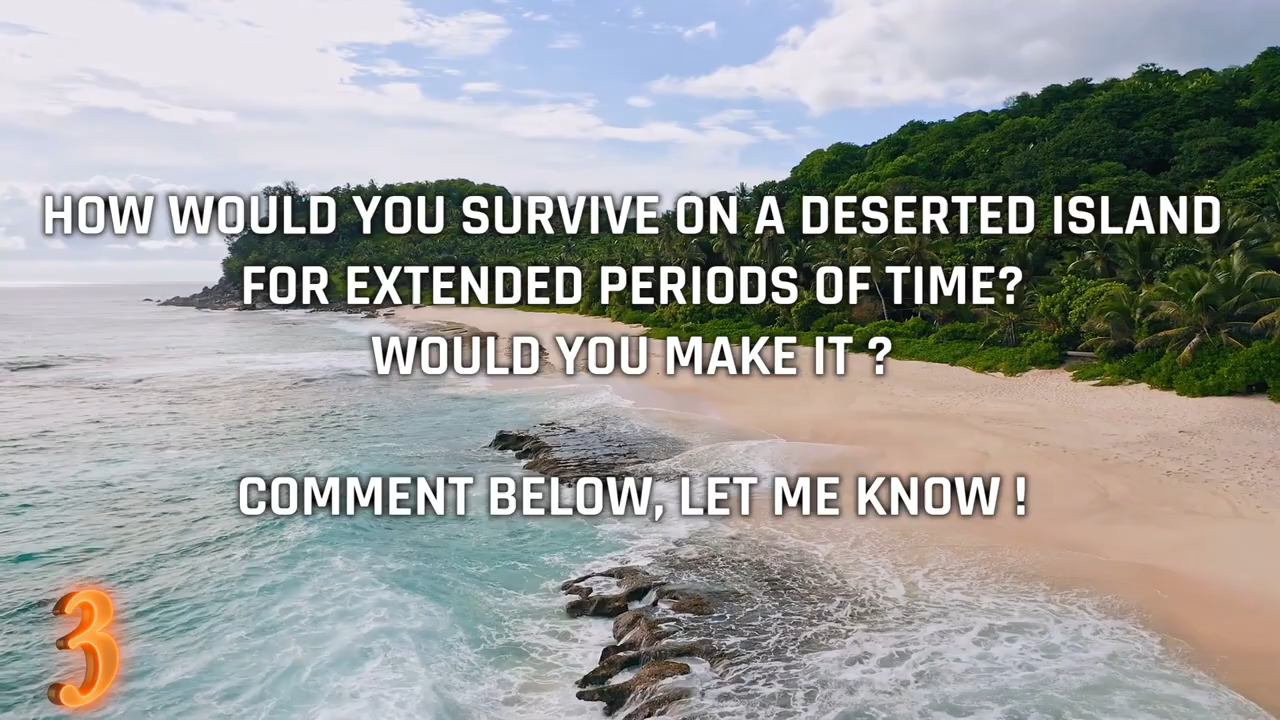 HOW WOULD YOU SURVIVE ON A DESERTED ISLAND
FOR EXTENDED PERIODS OF TIME?
WOULD YOU MAKE IT ?
COMMENT BELOW, LET ME KNOW !
3